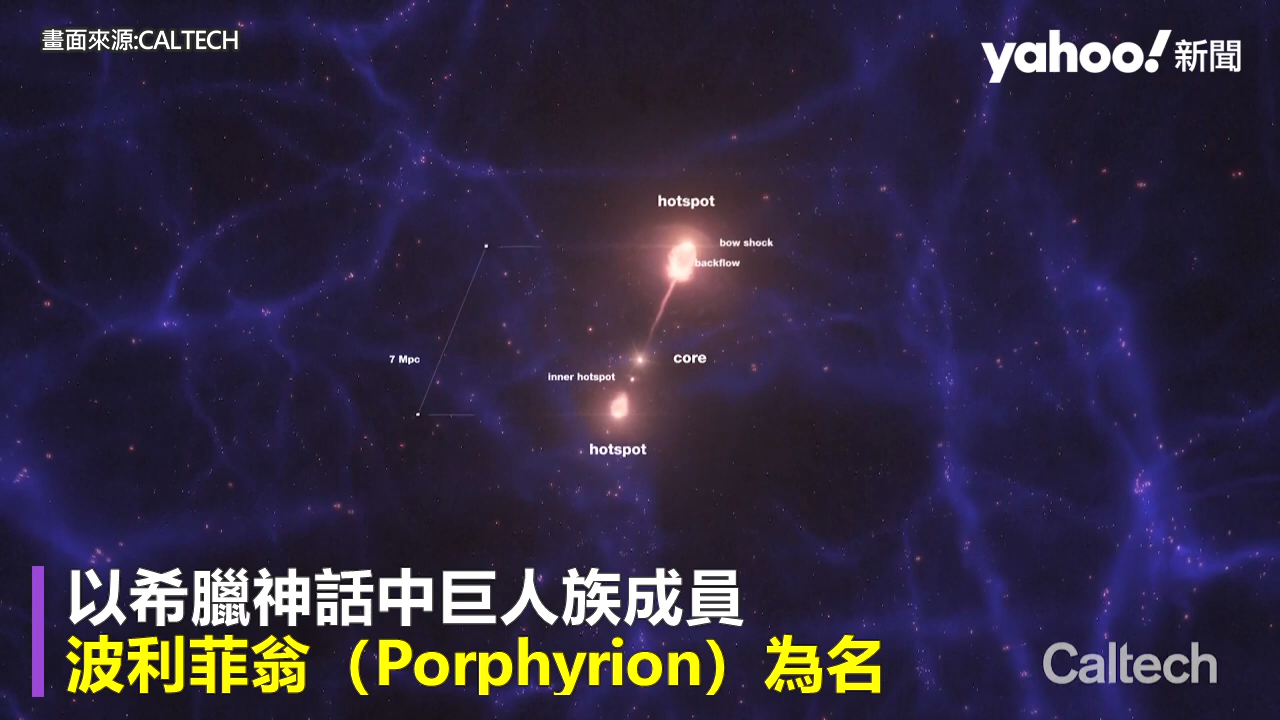 畫面來源:CALTECH
yahoo!新聞
hotspot
bow shock
backflow
7 Mpc
core
inner hotspot
hotspot
以希臘神話中巨人族成員
波利菲翁（Porphyrion）為名
Caltech